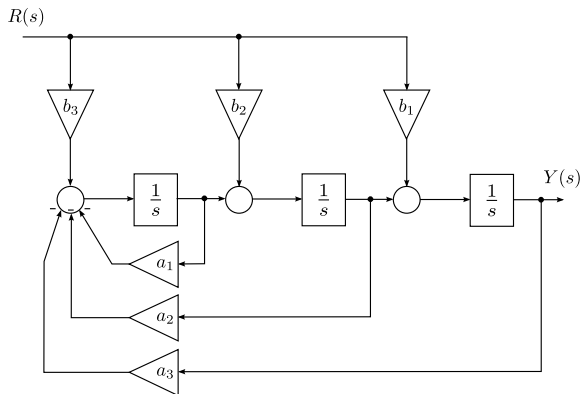 R(s)
b₃
b₂
b₁
Y(s)
1/s
1/s
1/s
- - -
a₁
a₂
a₃